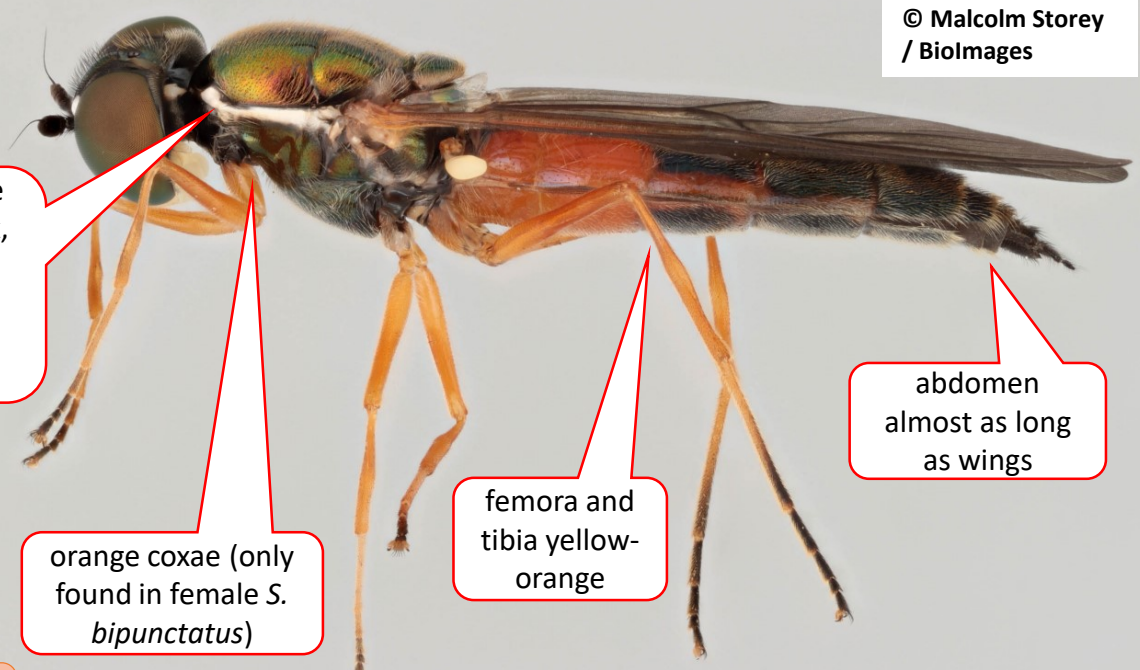 © Malcolm Storey
/ BioImages
orange coxae (only
found in female S.
bipunctatus)
femora and
tibia yellow-
orange
abdomen
almost as long
as wings